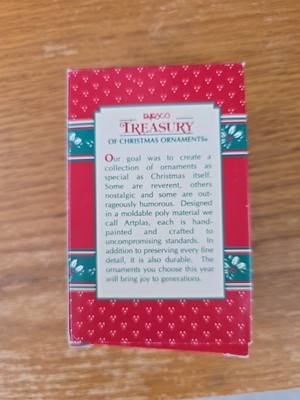 ENESCO
TREASURY
OF CHRISTMAS ORNAMENTS®
Our goal was to create a
collection of ornaments as
special as Christmas itself.
Some are reverent, others
nostalgic and some are out-
rageously humorous. Designed
in a moldable poly material we
call Artplas, each is hand-
painted and crafted to
uncompromising standards. In
addition to preserving every fine
detail, it is also durable. The
ornaments you choose this year
will bring joy to generations.